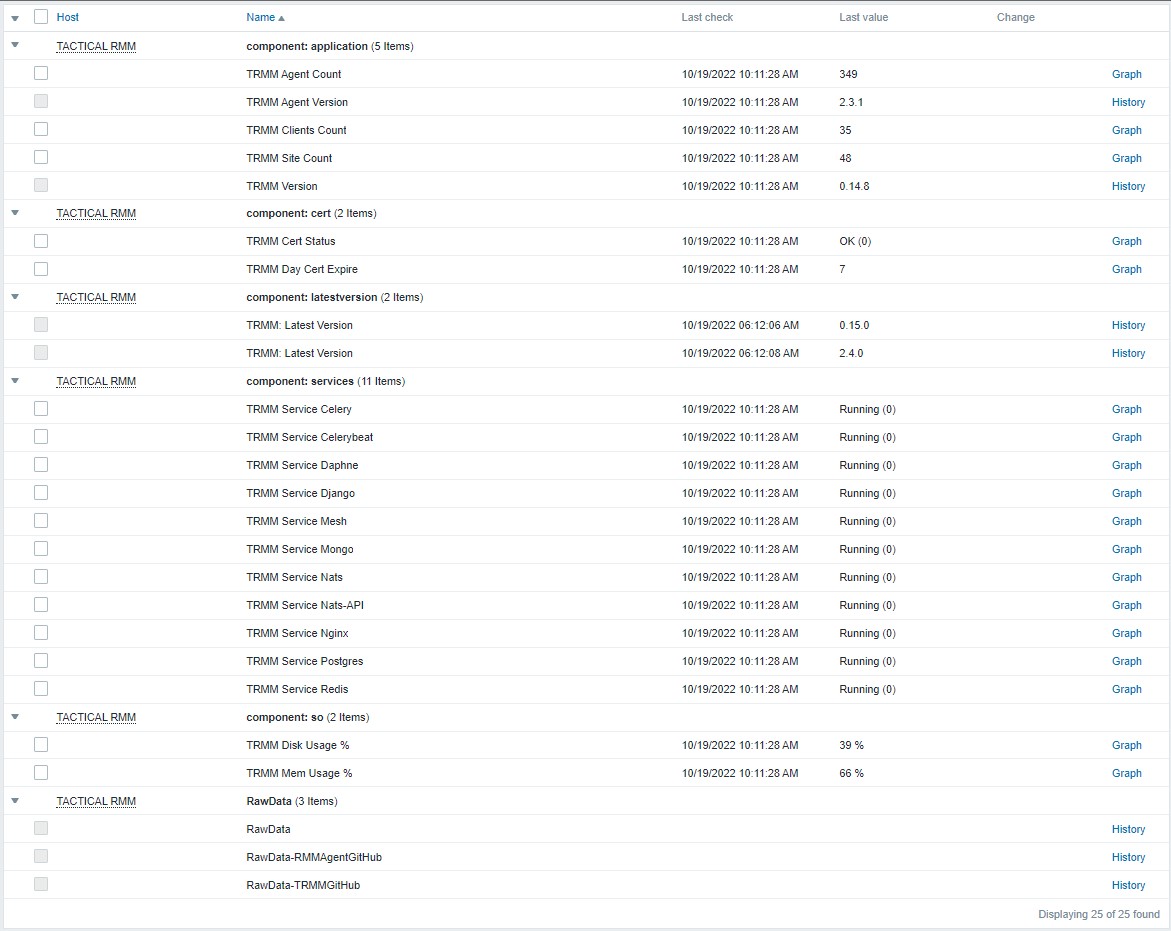 Host Name Last check Last value Change
TACTICAL RMM component: application (5 Items)
TRMM Agent Count 10/19/2022 10:11:28 AM 349 Graph
TRMM Agent Version 10/19/2022 10:11:28 AM 2.3.1 History
TRMM Clients Count 10/19/2022 10:11:28 AM 35 Graph
TRMM Site Count 10/19/2022 10:11:28 AM 48 Graph
TRMM Version 10/19/2022 10:11:28 AM 0.14.8 History
TACTICAL RMM component: cert (2 Items)
TRMM Cert Status 10/19/2022 10:11:28 AM OK (0) Graph
TRMM Day Cert Expire 10/19/2022 10:11:28 AM 7 Graph
TACTICAL RMM component: latestversion (2 Items)
TRMM: Latest Version 10/19/2022 06:12:06 AM 0.15.0 History
TRMM: Latest Version 10/19/2022 06:12:08 AM 2.4.0 History
TACTICAL RMM component: services (11 Items)
TRMM Service Celery 10/19/2022 10:11:28 AM Running (0) Graph
TRMM Service Celerybeat 10/19/2022 10:11:28 AM Running (0) Graph
TRMM Service Daphne 10/19/2022 10:11:28 AM Running (0) Graph
TRMM Service Django 10/19/2022 10:11:28 AM Running (0) Graph
TRMM Service Mesh 10/19/2022 10:11:28 AM Running (0) Graph
TRMM Service Mongo 10/19/2022 10:11:28 AM Running (0) Graph
TRMM Service Nats 10/19/2022 10:11:28 AM Running (0) Graph
TRMM Service Nats-API 10/19/2022 10:11:28 AM Running (0) Graph
TRMM Service Nginx 10/19/2022 10:11:28 AM Running (0) Graph
TRMM Service Postgres 10/19/2022 10:11:28 AM Running (0) Graph
TRMM Service Redis 10/19/2022 10:11:28 AM Running (0) Graph
TACTICAL RMM component: so (2 Items)
TRMM Disk Usage % 10/19/2022 10:11:28 AM 39 % Graph
TRMM Mem Usage % 10/19/2022 10:11:28 AM 66 % Graph
TACTICAL RMM RawData (3 Items)
RawData History
RawData-RMMAgentGitHub History
RawData-TRMMGitHub History
Displaying 25 of 25 found